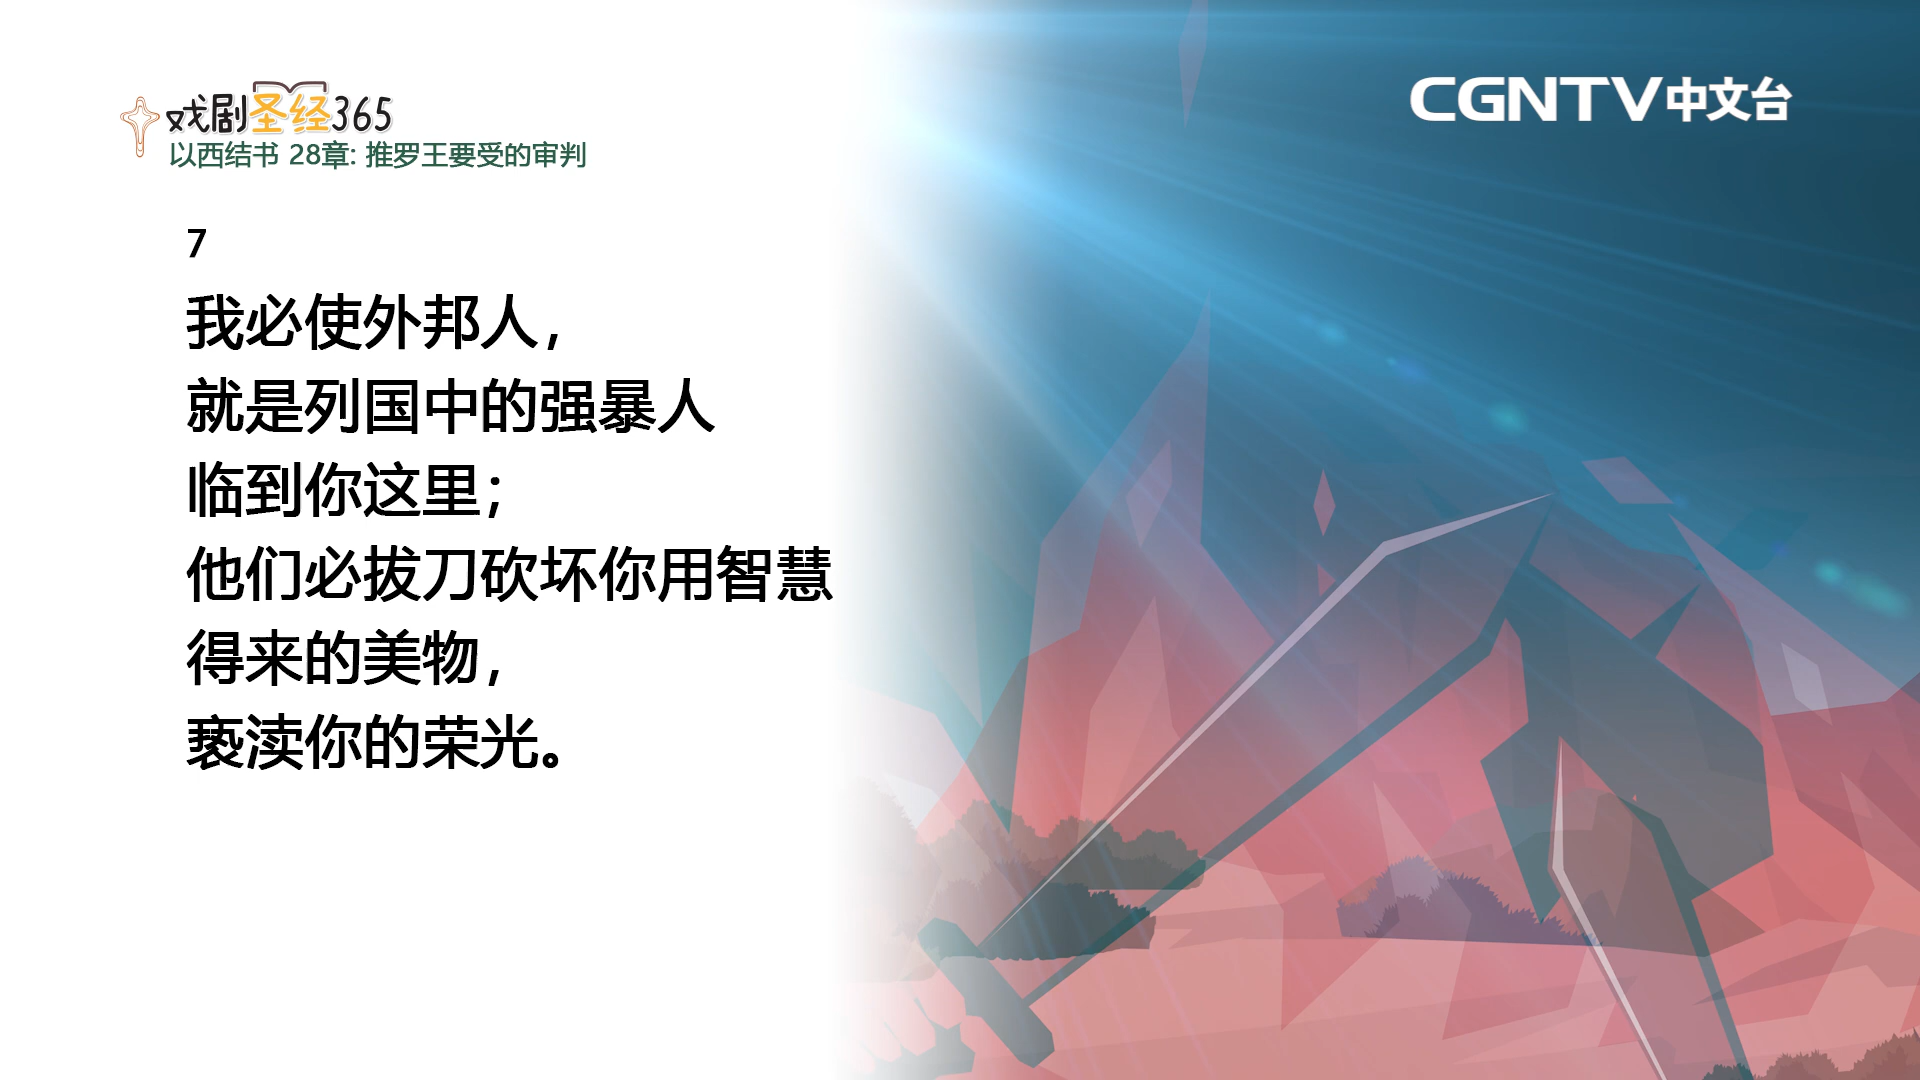 戏剧圣经365
CGNTV中文台
以西结书 28章: 推罗王要受的审判
7
我必使外邦人，
就是列国中的强暴人
临到你这里；
他们必拔刀砍坏你用智慧
得来的美物，
亵渎你的荣光。